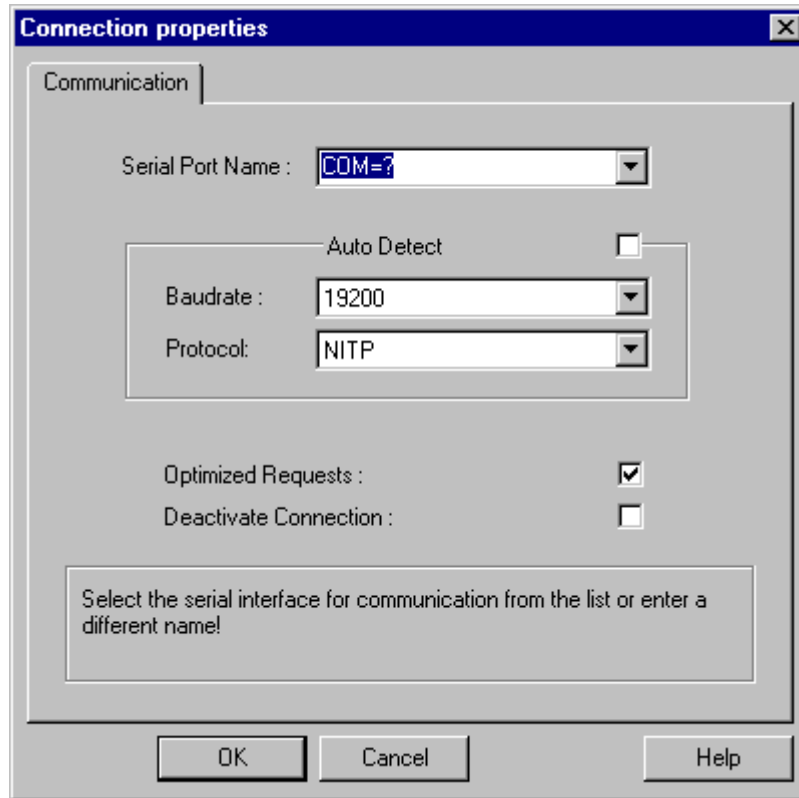 Connection properties
Communication
Serial Port Name : COM=?
Auto Detect
Baudrate : 19200
Protocol: NITP
Optimized Requests :
Deactivate Connection :
Select the serial interface for communication from the list or enter a
different name!
OK Cancel Help